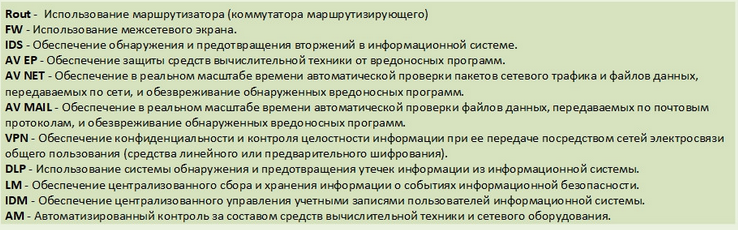 Rout - Использование маршрутизатора (коммутатора маршрутизирующего)
FW - Использование межсетевого экрана.
IDS - Обеспечение обнаружения и предотвращения вторжений в информационной системе.
AV EP - Обеспечение защиты средств вычислительной техники от вредоносных программ.
AV NET - Обеспечение в реальном масштабе времени автоматической проверки пакетов сетевого трафика и файлов данных,
передаваемых по сети, и обезвреживание обнаруженных вредоносных программ.
AV MAIL - Обеспечение в реальном масштабе времени автоматической проверки файлов данных, передаваемых по почтовым
протоколам, и обезвреживание обнаруженных вредоносных программ.
VPN - Обеспечение конфиденциальности и контроля целостности информации при ее передаче посредством сетей электросвязи
общего пользования (средства линейного или предварительного шифрования).
DLP - Использование системы обнаружения и предотвращения утечек информации из информационной системы.
LM - Обеспечение централизованного сбора и хранения информации о событиях информационной безопасности.
IDM - Обеспечение централизованного управления учетными записями пользователей информационной системы.
AM - Автоматизированный контроль за составом средств вычислительной техники и сетевого оборудования.